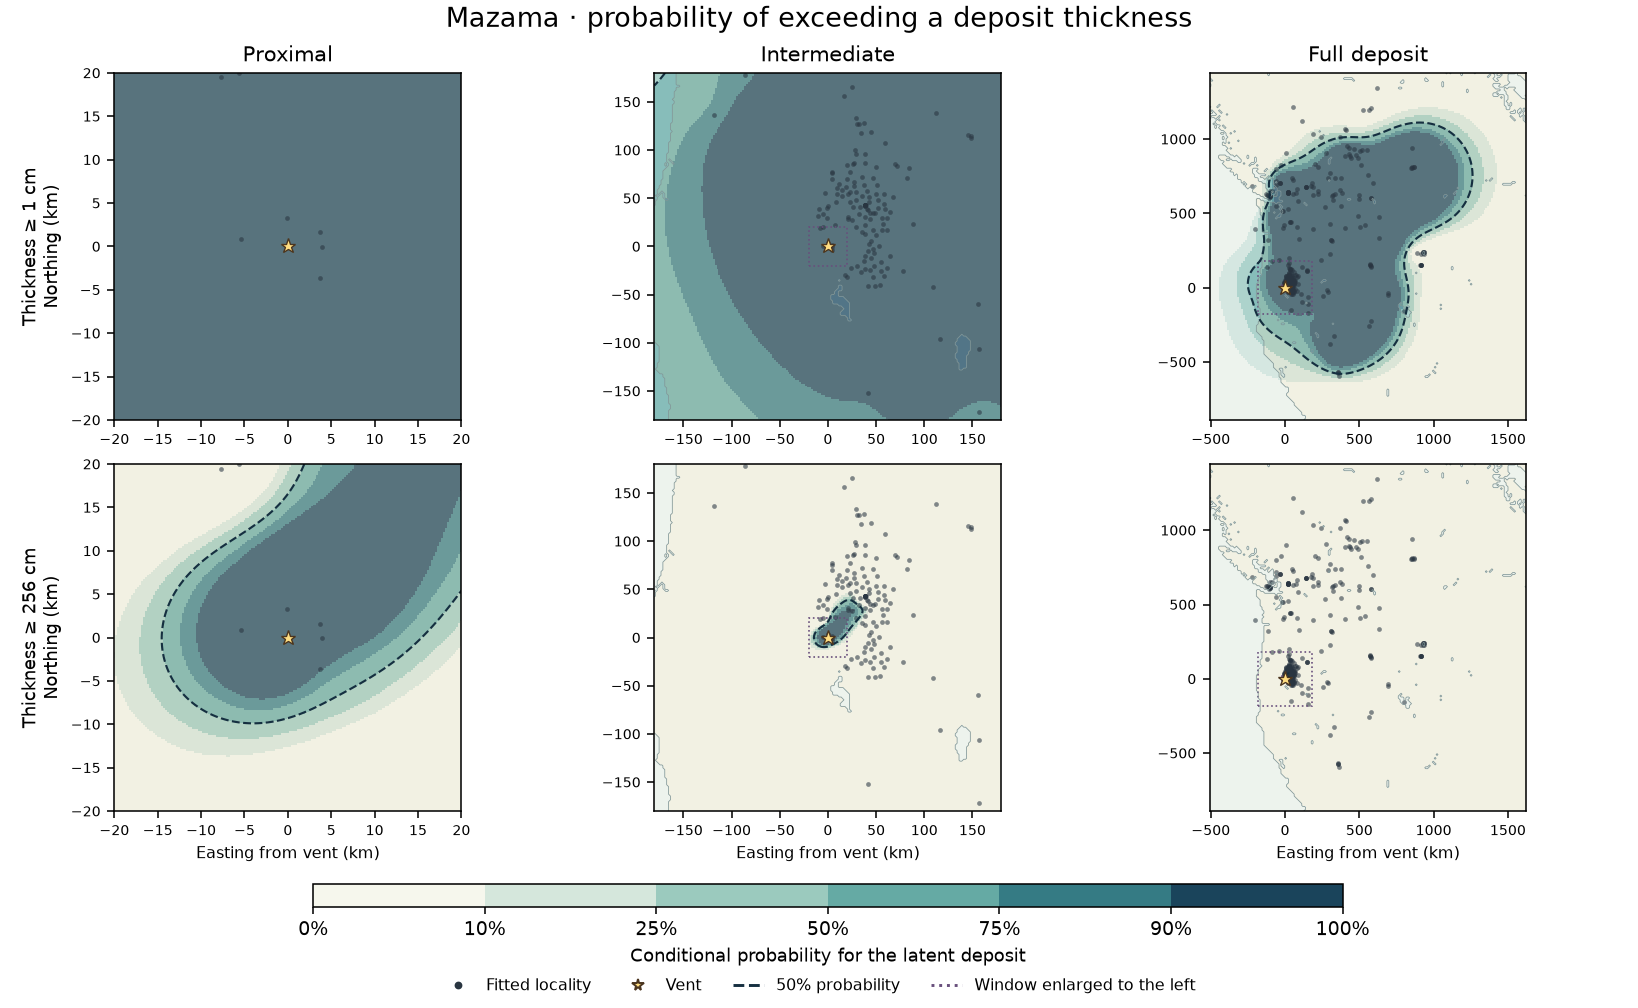 Mazama · probability of exceeding a deposit thickness
Proximal
Intermediate
Full deposit
Thickness ≥ 1 cm
Northing (km)
20
15
10
5
0
−5
−10
−15
−20
−20 −15 −10 −5 0 5 10 15 20
150
100
50
0
−50
−100
−150
−150 −100 −50 0 50 100 150
1000
500
0
−500
−500 0 500 1000 1500
Thickness ≥ 256 cm
Northing (km)
20
15
10
5
0
−5
−10
−15
−20
−20 −15 −10 −5 0 5 10 15 20
Easting from vent (km)
150
100
50
0
−50
−100
−150
−150 −100 −50 0 50 100 150
Easting from vent (km)
1000
500
0
−500
−500 0 500 1000 1500
Easting from vent (km)
0% 10% 25% 50% 75% 90% 100%
Conditional probability for the latent deposit
Fitted locality Vent 50% probability Window enlarged to the left